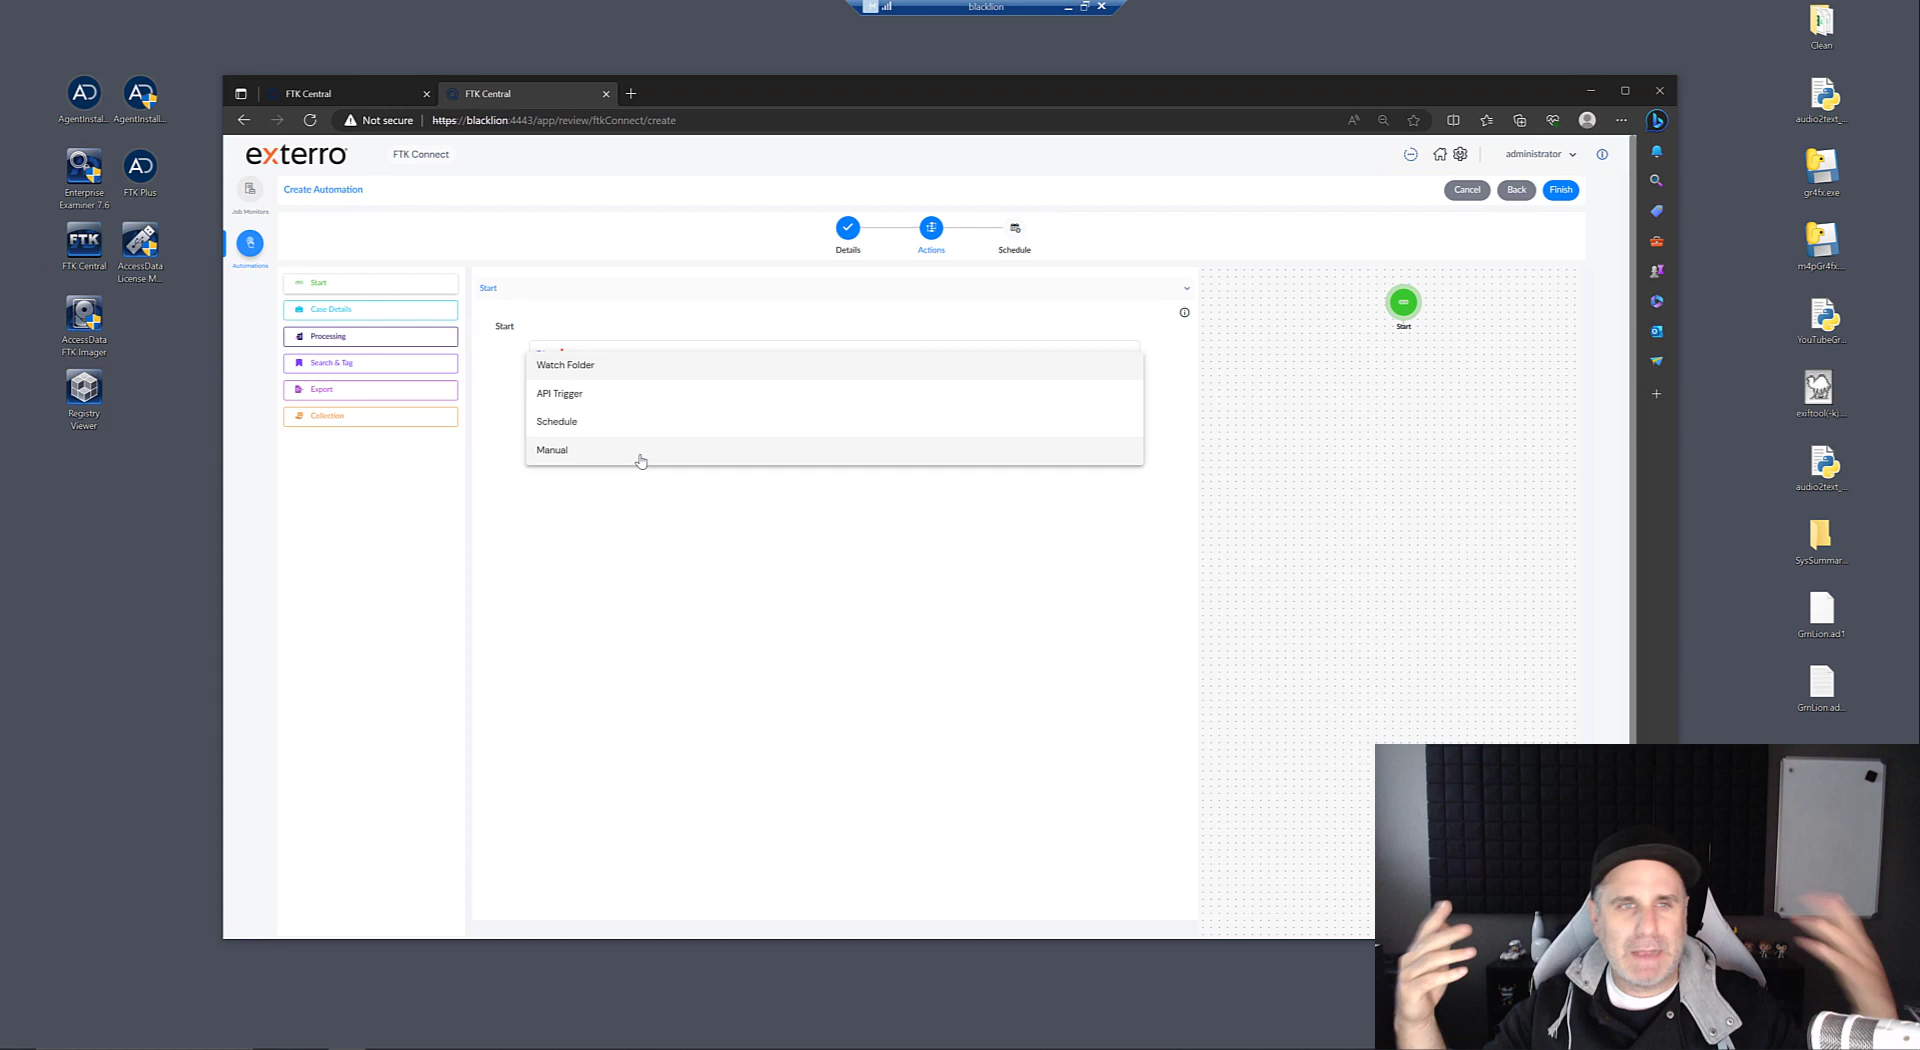 blacklion
Clean
AgentInstal...
AgentInstall...
FTK Central
FTK Central
Not secure
https://blacklion:4443/app/review/ftkConnect/create
audio2text_...
exterro
FTK Connect
administrator
Enterprise
Examiner 7.6
FTK Plus
Create Automation
Cancel
Back
Finish
gr4fx.exe
Job Monitors
Details
Actions
Schedule
FTK
FTK Central
AccessData
License M...
Automations
m4pGr4fx....
Start
Case Details
Processing
Search & Tag
Export
Collection
Start
Start
Watch Folder
API Trigger
Schedule
Manual
Start
AccessData
FTK Imager
YouTubeGr...
Registry
Viewer
exiftool(-k)....
audio2text_...
SysSummar...
GrnLion.ad1
GrnLion.ad...